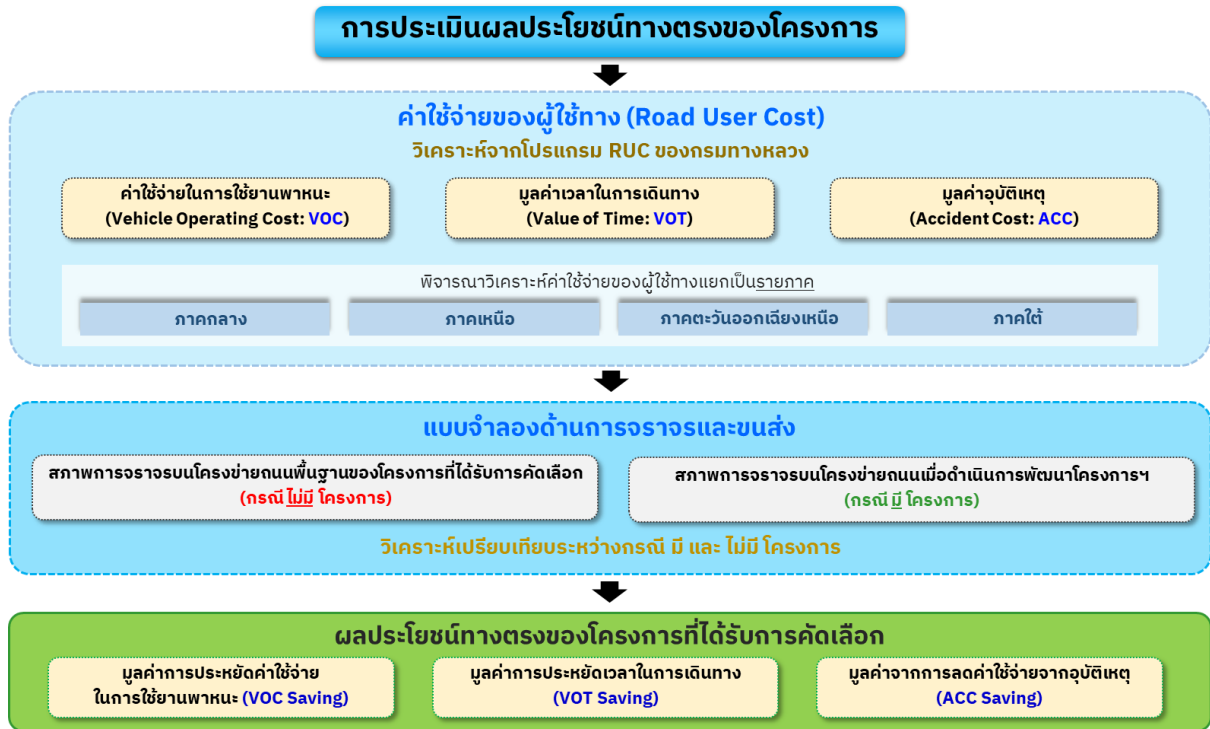 การประเมินผลประโยชน์ทางตรงของโครงการ
ค่าใช้จ่ายของผู้ใช้ทาง (Road User Cost)
วิเคราะห์จากโปรแกรม RUC ของกรมทางหลวง
ค่าใช้จ่ายในการใช้ยานพาหนะ
(Vehicle Operating Cost: VOC)
มูลค่าเวลาในการเดินทาง
(Value of Time: VOT)
มูลค่าอุบัติเหตุ
(Accident Cost: ACC)
พิจารณาวิเคราะห์ค่าใช้จ่ายของผู้ใช้ทางแยกเป็นรายภาค
ภาคกลาง
ภาคเหนือ
ภาคตะวันออกเฉียงเหนือ
ภาคใต้
แบบจำลองด้านการจราจรและขนส่ง
สภาพการจราจรบนโครงข่ายถนนพื้นฐานของโครงการที่ได้รับการคัดเลือก
(กรณี ไม่มี โครงการ)
สภาพการจราจรบนโครงข่ายถนนเมื่อดำเนินการพัฒนาโครงการฯ
(กรณี มี โครงการ)
วิเคราะห์เปรียบเทียบระหว่างกรณี มี และ ไม่มี โครงการ
ผลประโยชน์ทางตรงของโครงการที่ได้รับการคัดเลือก
มูลค่าการประหยัดค่าใช้จ่าย
ในการใช้ยานพาหนะ (VOC Saving)
มูลค่าการประหยัดเวลาในการเดินทาง
(VOT Saving)
มูลค่าจากการลดค่าใช้จ่ายจากอุบัติเหตุ
(ACC Saving)